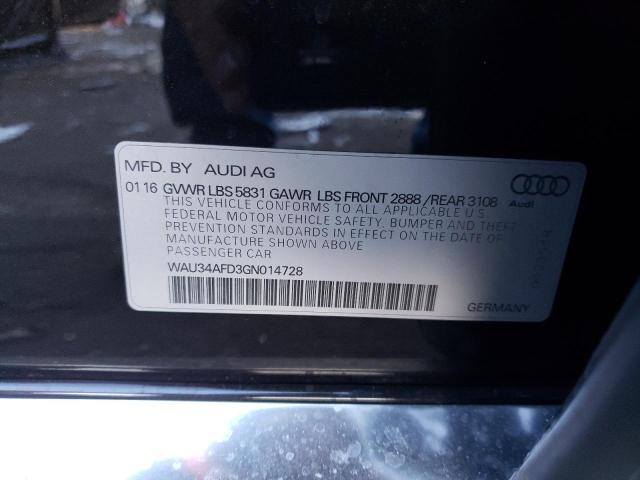 MFD. BY AUDI AG
01 16 GVWR LBS 5831 GAWR LBS FRONT 2888 /REAR 3108
THIS VEHICLE CONFORMS TO ALL APPLICABLE U S
FEDERAL MOTOR VEHICLE SAFETY, BUMPER AND THEFT
PREVENTION STANDARDS IN EFFECT ON THE DATE OF
MANUFACTURE SHOWN ABOVE
PASSENGER CAR
WAU34AFD3GN014728
Audi
GERMANY